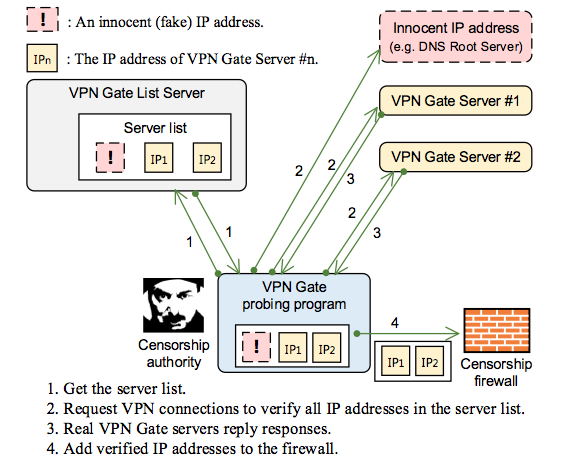 ! : An innocent (fake) IP address.
IPn : The IP address of VPN Gate Server #n.
Innocent IP address
(e.g. DNS Root Server)
VPN Gate List Server
Server list
! IP1 IP2
VPN Gate Server #1
VPN Gate Server #2
2
2
3
2
3
1
1
VPN Gate
probing program
! IP1 IP2
4
IP1 IP2
Censorship
authority
Censorship
firewall
1. Get the server list.
2. Request VPN connections to verify all IP addresses in the server list.
3. Real VPN Gate servers reply responses.
4. Add verified IP addresses to the firewall.